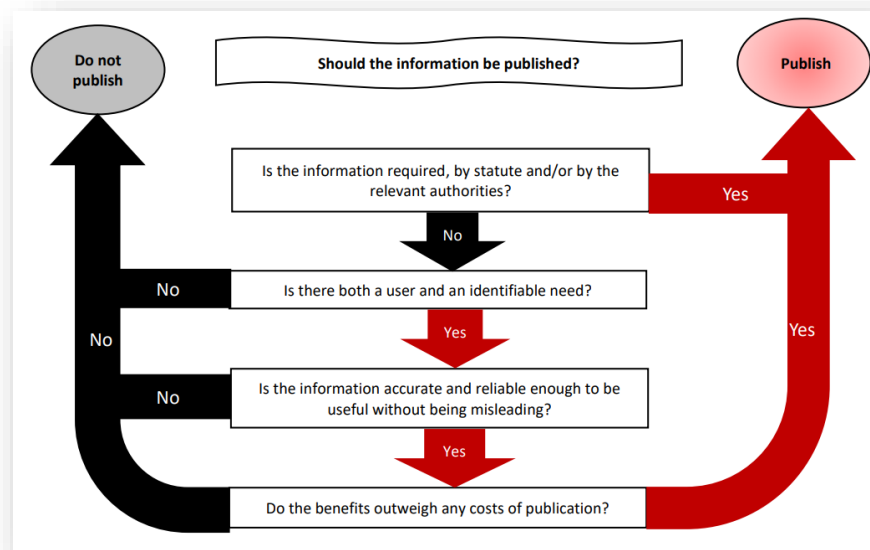 Do not
publish
Should the information be published?
Publish
Is the information required, by statute and/or by the
relevant authorities?
Yes
No
No
Is there both a user and an identifiable need?
Yes
No
Yes
Is the information accurate and reliable enough to be
useful without being misleading?
No
Yes
Do the benefits outweigh any costs of publication?